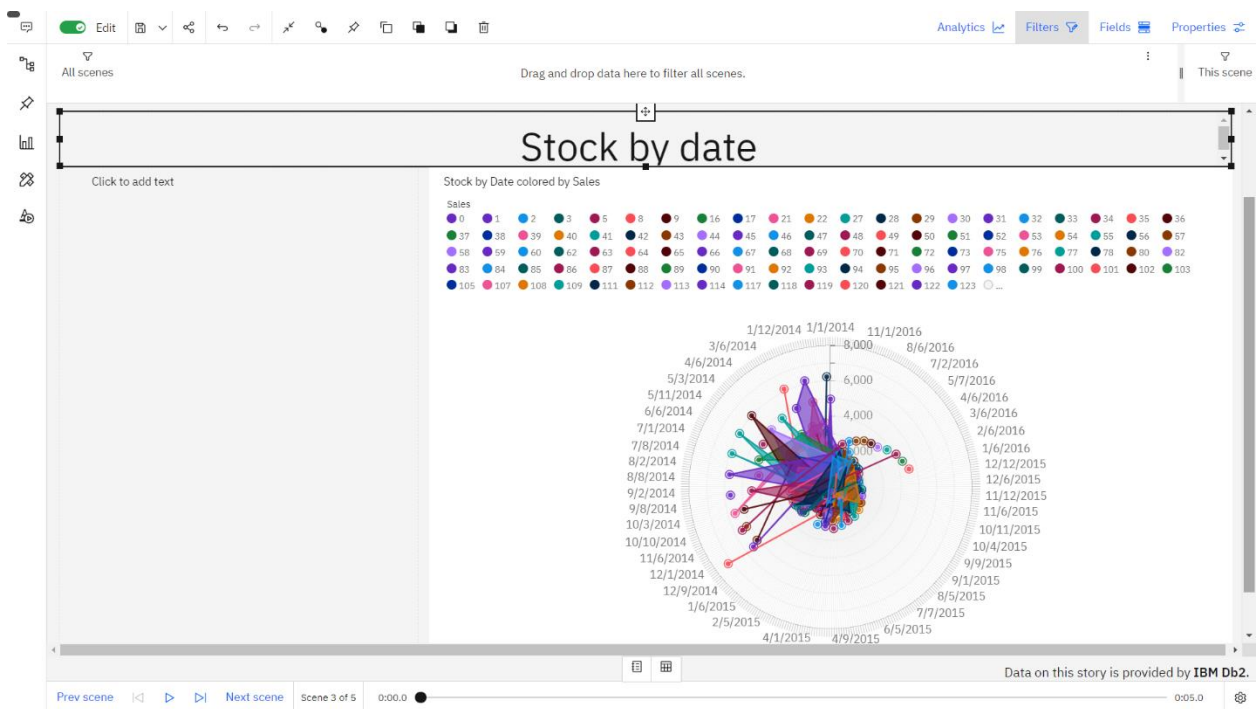 Edit
Analytics Filters Fields Properties
All scenes
Drag and drop data here to filter all scenes.
This scene
Stock by date
Click to add text
Stock by Date colored by Sales
Sales
0 1 2 3 5 8 9 16 17 21 22 27 28 29 30 31 32 33 34 35 36
37 38 39 40 41 42 43 44 45 46 47 48 49 50 51 52 53 54 55 56 57
58 59 60 62 63 64 65 66 67 68 69 70 71 72 73 75 76 77 78 80 82
83 84 85 86 87 88 89 90 91 92 93 94 95 96 97 98 99 100 101 102 103
105 107 108 109 111 112 113 114 117 118 119 120 121 122 123 ...
1/12/2014 1/1/2014 11/1/2016
3/6/2014 8,000 8/6/2016
4/6/2014 7/2/2016
5/3/2014 6,000 5/7/2016
5/11/2014 4/6/2016
6/6/2014 4,000 3/6/2016
7/1/2014 2/6/2016
7/8/2014 1/6/2016
8/2/2014 12/12/2015
8/8/2014 12/6/2015
9/2/2014 11/12/2015
9/8/2014 11/6/2015
10/3/2014 10/11/2015
10/10/2014 10/4/2015
11/6/2014 9/9/2015
12/1/2014 9/1/2015
12/9/2014 8/5/2015
1/6/2015 7/7/2015
2/5/2015 6/5/2015
4/1/2015 4/9/2015
Data on this story is provided by IBM Db2.
Prev scene Next scene Scene 3 of 5 0:00.0 0:05.0